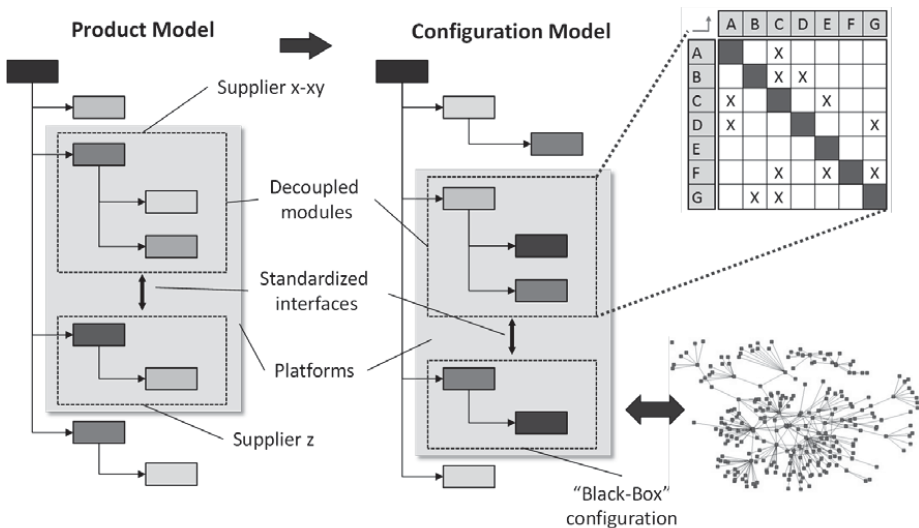 Product Model
Configuration Model
Supplier x-xy
Decoupled
modules
Standardized
interfaces
Platforms
Supplier z
"Black-Box"
configuration
A B C D E F G
A X
B X X
C X E X
D X X
E
F X X X
G X X